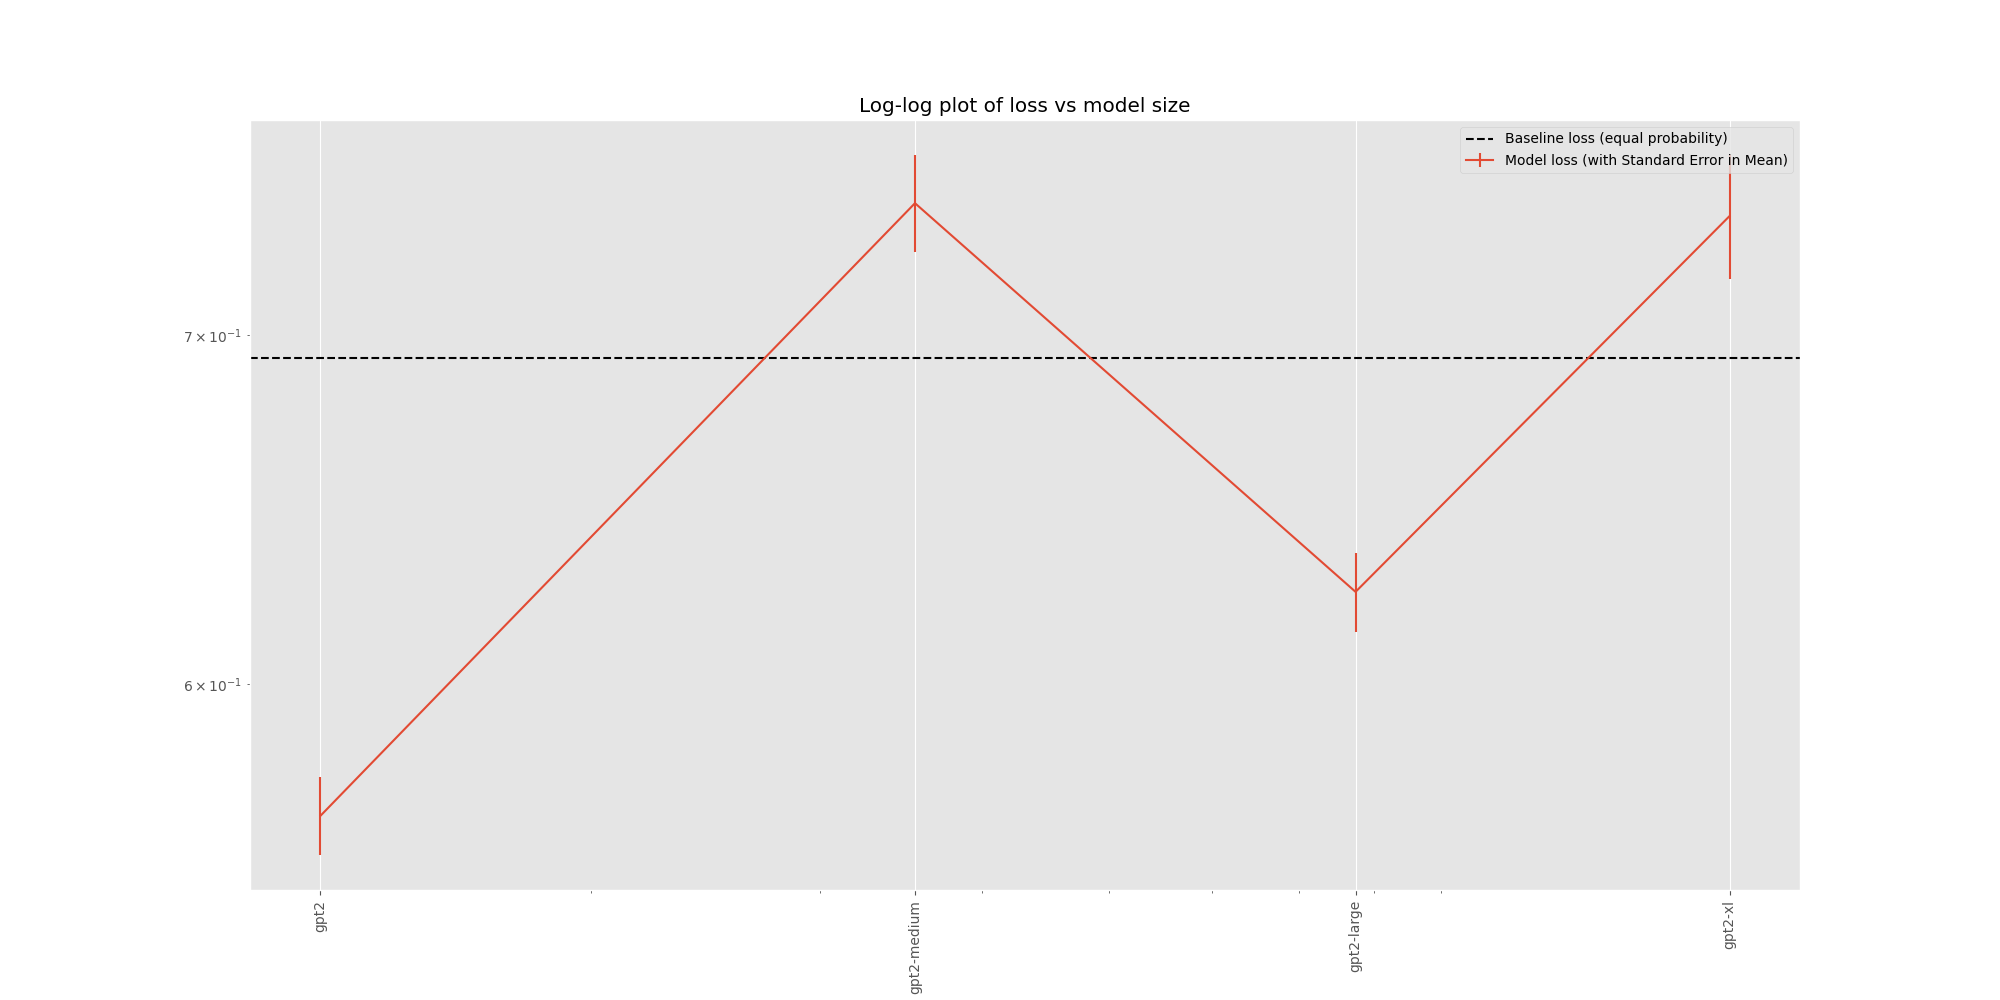 Log-log plot of loss vs model size
Baseline loss (equal probability)
Model loss (with Standard Error in Mean)
7 × 10⁻¹
6 × 10⁻¹
gpt2
gpt2-medium
gpt2-large
gpt2-xl